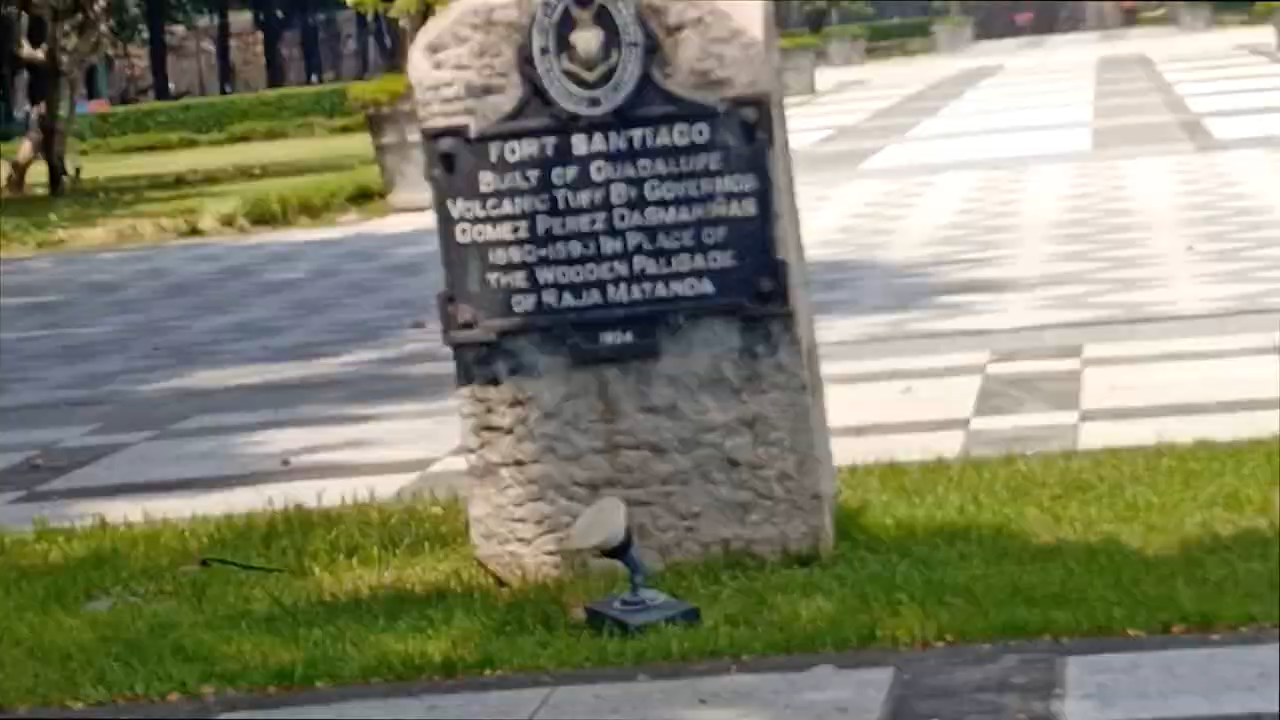 FORT SANTIAGO
BUILT OF GUADALUPE
VOLCANIC TUFF BY GOVERNOR
GOMEZ PEREZ DASMARIÑAS
1590-1593 IN PLACE OF
THE WOODEN PALISADE
OF RAJA MATANDA
1934